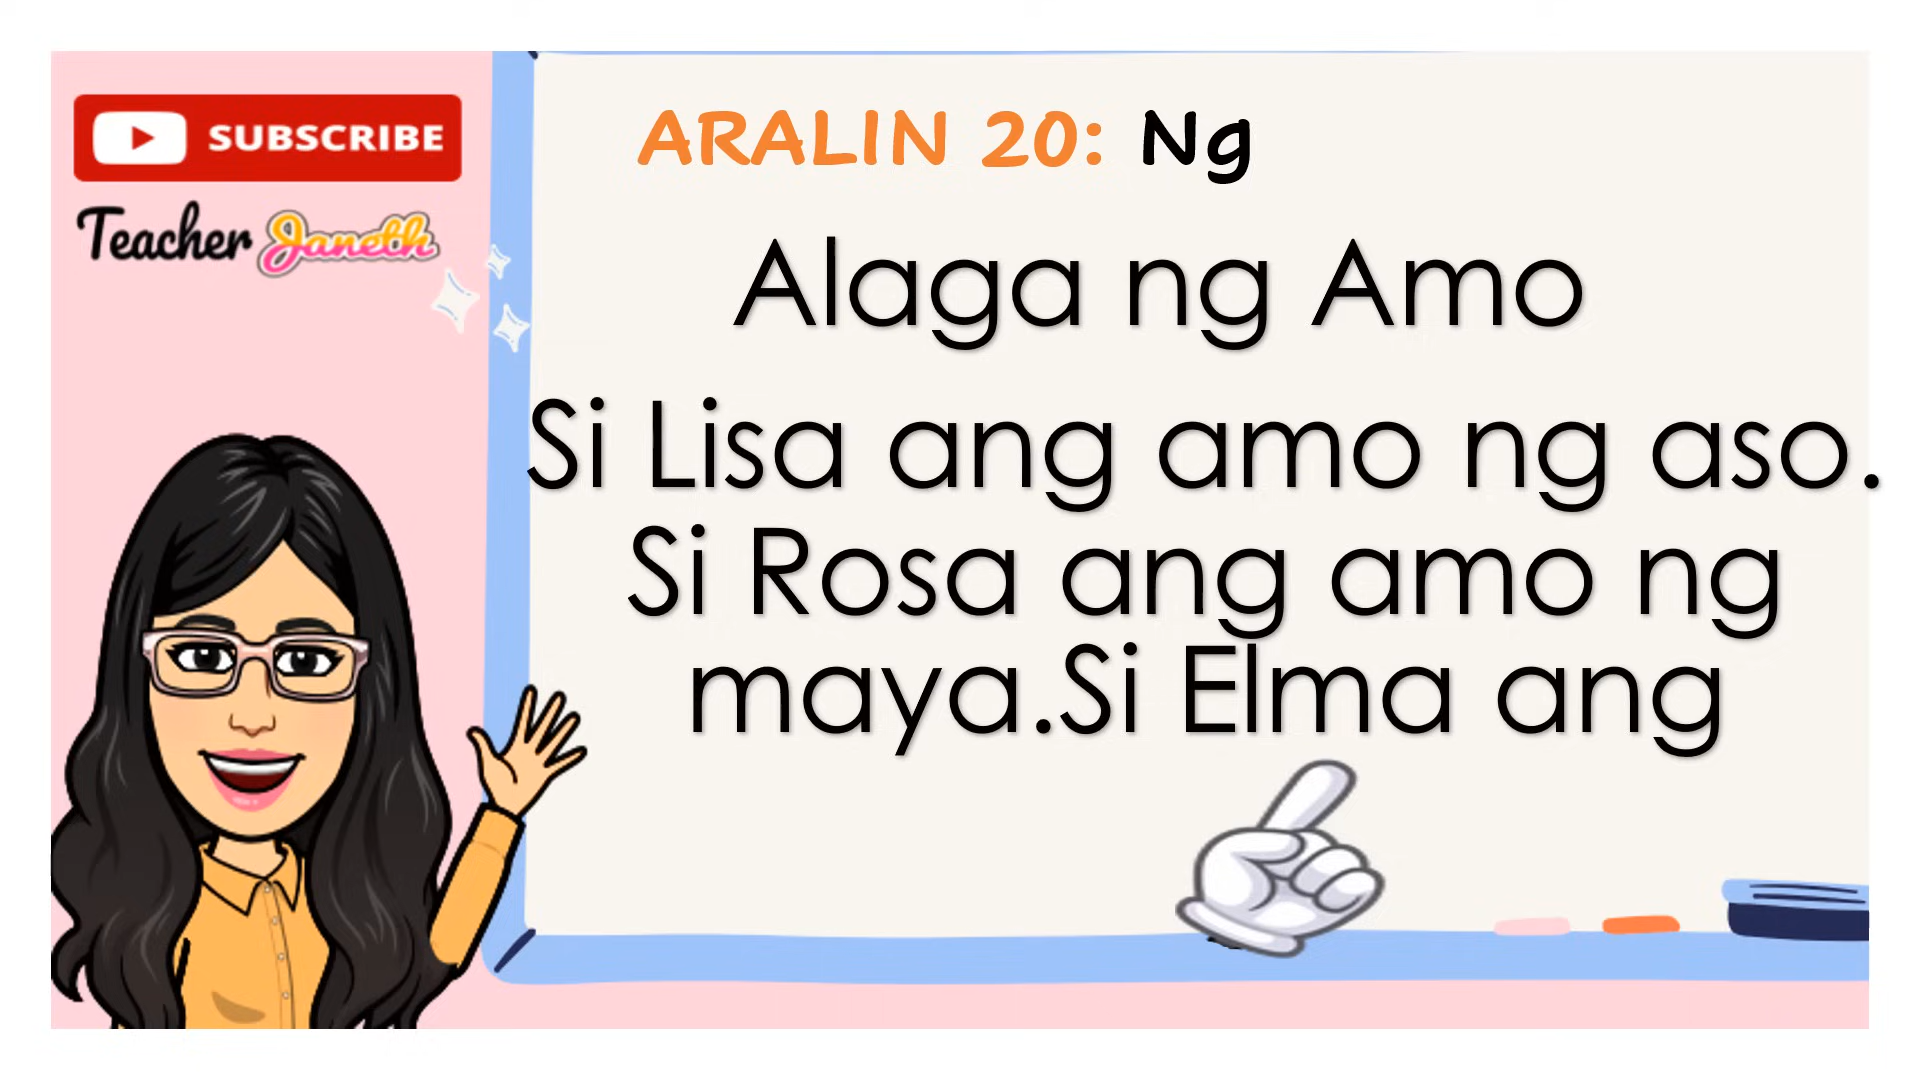 SUBSCRIBE
Teacher Janeth
ARALIN 20: Ng
Alaga ng Amo
Si Lisa ang amo ng aso.
Si Rosa ang amo ng
maya.Si Elma ang